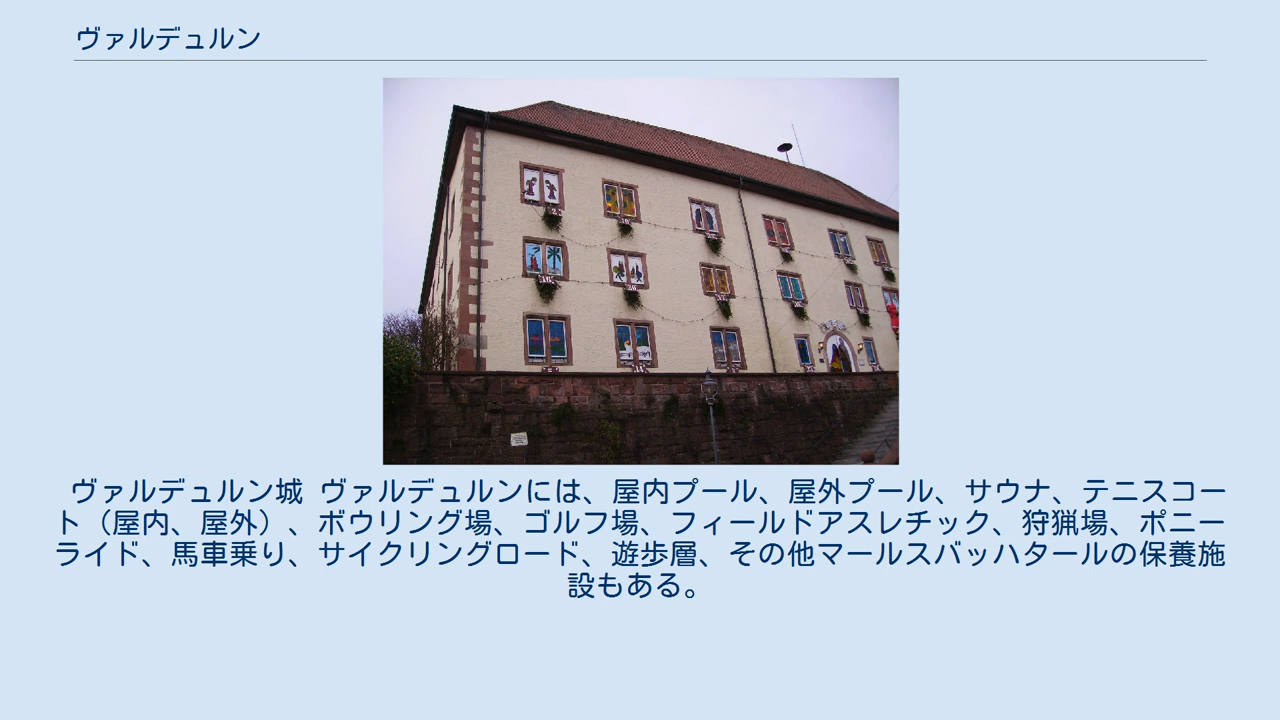 ヴァルデュルン
ヴァルデュルン城 ヴァルデュルンには、屋内プール、屋外プール、サウナ、テニスコー
ト（屋内、屋外）、ボウリング場、ゴルフ場、フィールドアスレチック、狩猟場、ポニー
ライド、馬車乗り、サイクリングロード、遊歩層、その他マールスバッハタールの保養施
設もある。